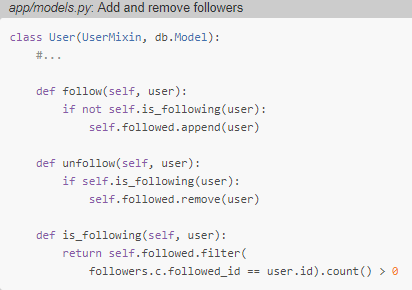 app/models.py: Add and remove followers
class User(UserMixin, db.Model):
    #...

    def follow(self, user):
        if not self.is_following(user):
            self.followed.append(user)

    def unfollow(self, user):
        if self.is_following(user):
            self.followed.remove(user)

    def is_following(self, user):
        return self.followed.filter(
            followers.c.followed_id == user.id).count() > 0